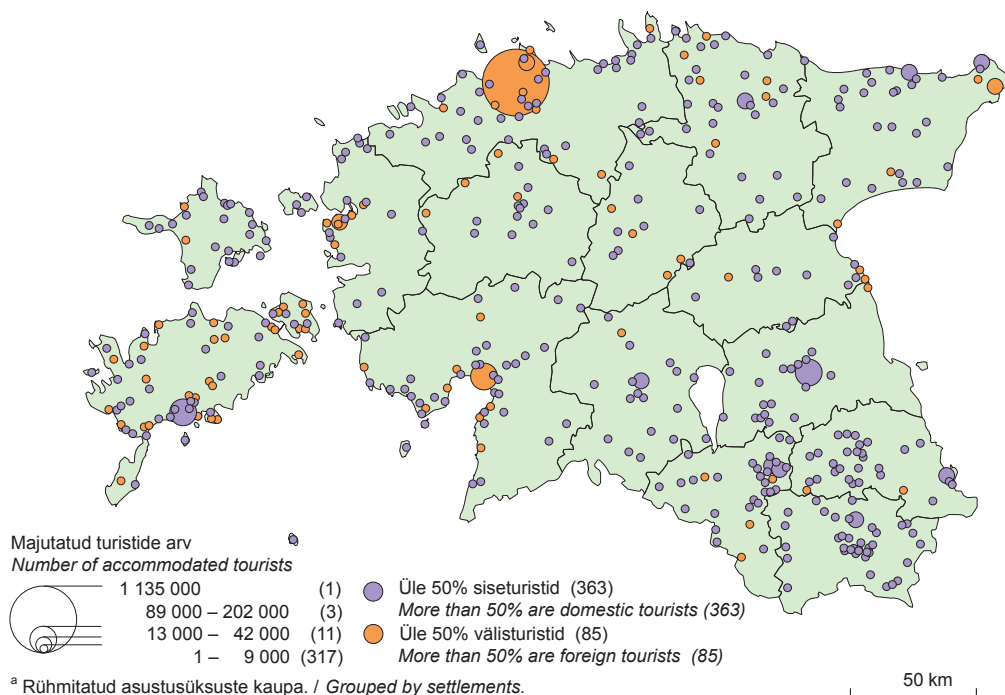 Majutatud turistide arv
Number of accommodated tourists
1 135 000 (1)
89 000 – 202 000 (3)
13 000 – 42 000 (11)
1 – 9 000 (317)
Üle 50% siseturistid (363)
More than 50% are domestic tourists (363)
Üle 50% välisturistid (85)
More than 50% are foreign tourists (85)
50 km
a Rühmitatud asustusüksuste kaupa. / Grouped by settlements.